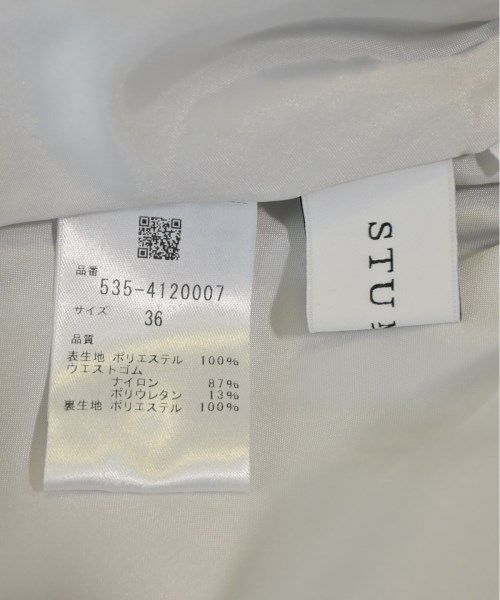 品番
535-4120007
サイズ
36
品質
表生地 ポリエステル 100%
ウエストゴム
ナイロン 87%
ポリウレタン 13%
裏生地 ポリエステル 100%
STU